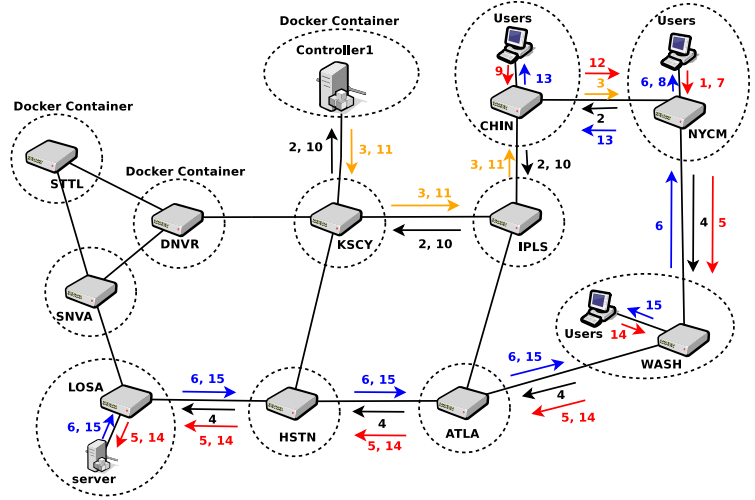 Docker Container
Controller1
Users
Users
9
13
12
3
6, 8
1, 7
2
13
CHIN
NYCM
Docker Container
STTL
2, 10
3, 11
3, 11
2, 10
Docker Container
DNVR
3, 11
KSCY
2, 10
IPLS
6
4
5
SNVA
15
Users
14
WASH
LOSA
6, 15
4
5, 14
6, 15
4
5, 14
6, 15
4
5, 14
6, 15
5, 14
HSTN
ATLA
server